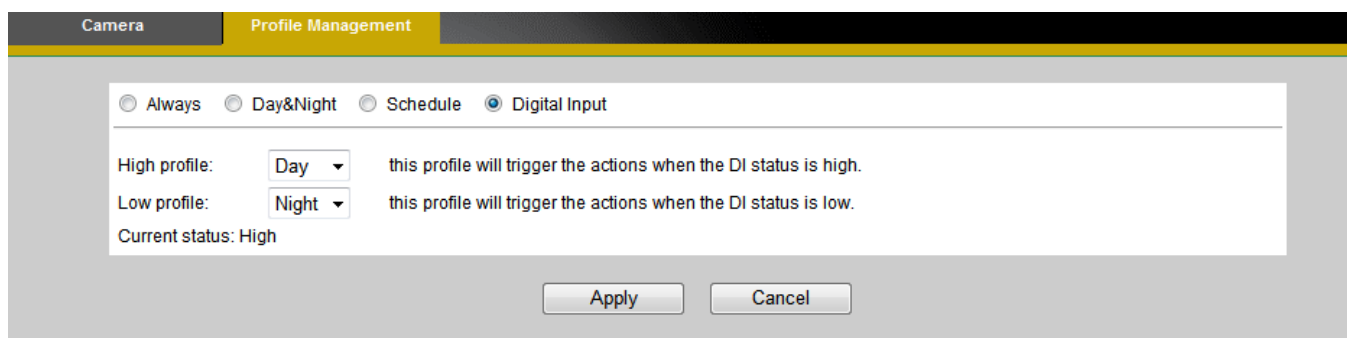 Camera Profile Management
Always Day&Night Schedule Digital Input
High profile: Day this profile will trigger the actions when the DI status is high.
Low profile: Night this profile will trigger the actions when the DI status is low.
Current status: High
Apply Cancel